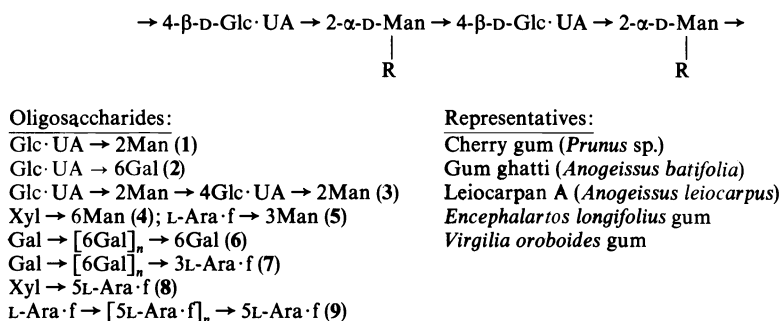 → 4-β-D-Glc·UA → 2-α-D-Man → 4-β-D-Glc·UA → 2-α-D-Man →
R R
Oligosaccharides:
Glc·UA → 2Man (1)
Glc·UA → 6Gal (2)
Glc·UA → 2Man → 4Glc·UA → 2Man (3)
Xyl → 6Man (4); L-Ara·f → 3Man (5)
Gal → [6Gal]n → 6Gal (6)
Gal → [6Gal]n → 3L-Ara·f (7)
Xyl → 5L-Ara·f (8)
L-Ara·f → [5L-Ara·f]n → 5L-Ara·f (9)
Representatives:
Cherry gum (Prunus sp.)
Gum ghatti (Anogeissus batifolia)
Leiocarpan A (Anogeissus leiocarpus)
Encephalartos longifolius gum
Virgilia oroboides gum